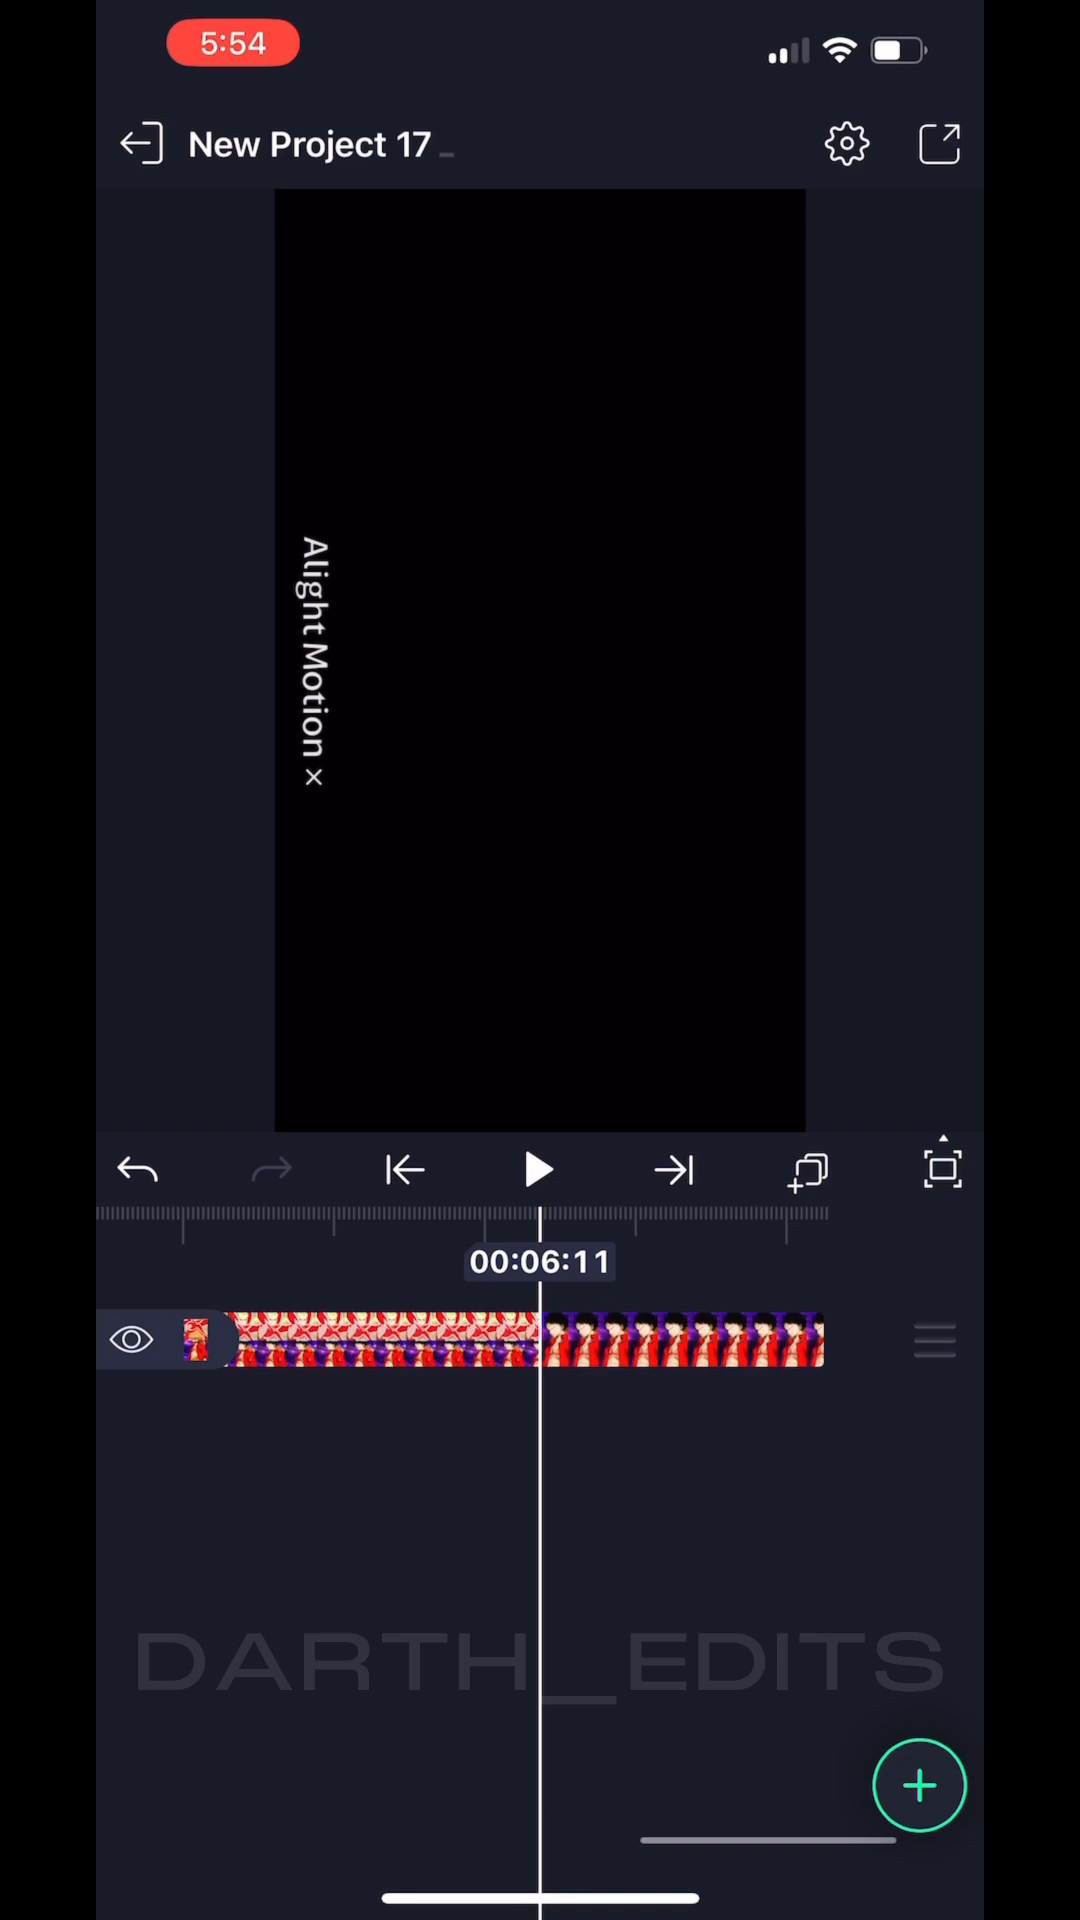 5:54
New Project 17
Alight Motion ×
00:06:11
DARTH_EDITS